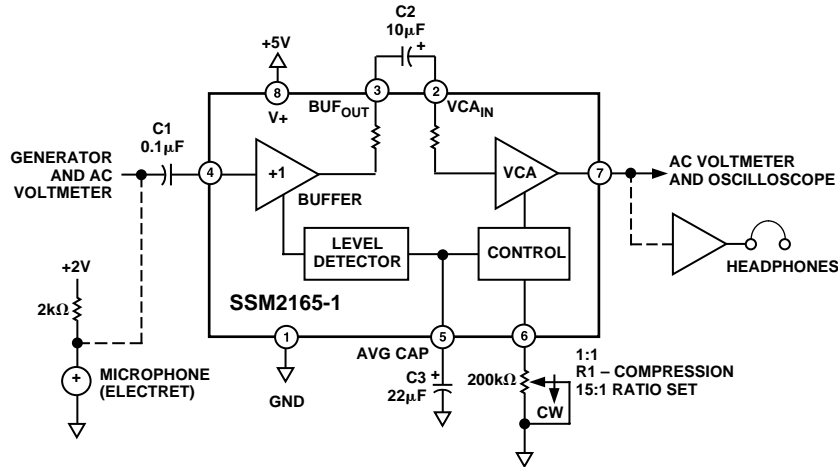 C2
10μF
+
+5V
8
V+
3
BUFOUT
2
VCAIN
C1
0.1μF
GENERATOR
AND AC
VOLTMETER
4
+1
BUFFER
VCA
7
AC VOLTMETER
AND OSCILLOSCOPE
LEVEL
DETECTOR
CONTROL
HEADPHONES
+2V
2kΩ
SSM2165-1
1
5
6
AVG CAP
GND
+
MICROPHONE
(ELECTRET)
C3
22μF
+
200kΩ
CW
1:1
R1 – COMPRESSION
15:1 RATIO SET